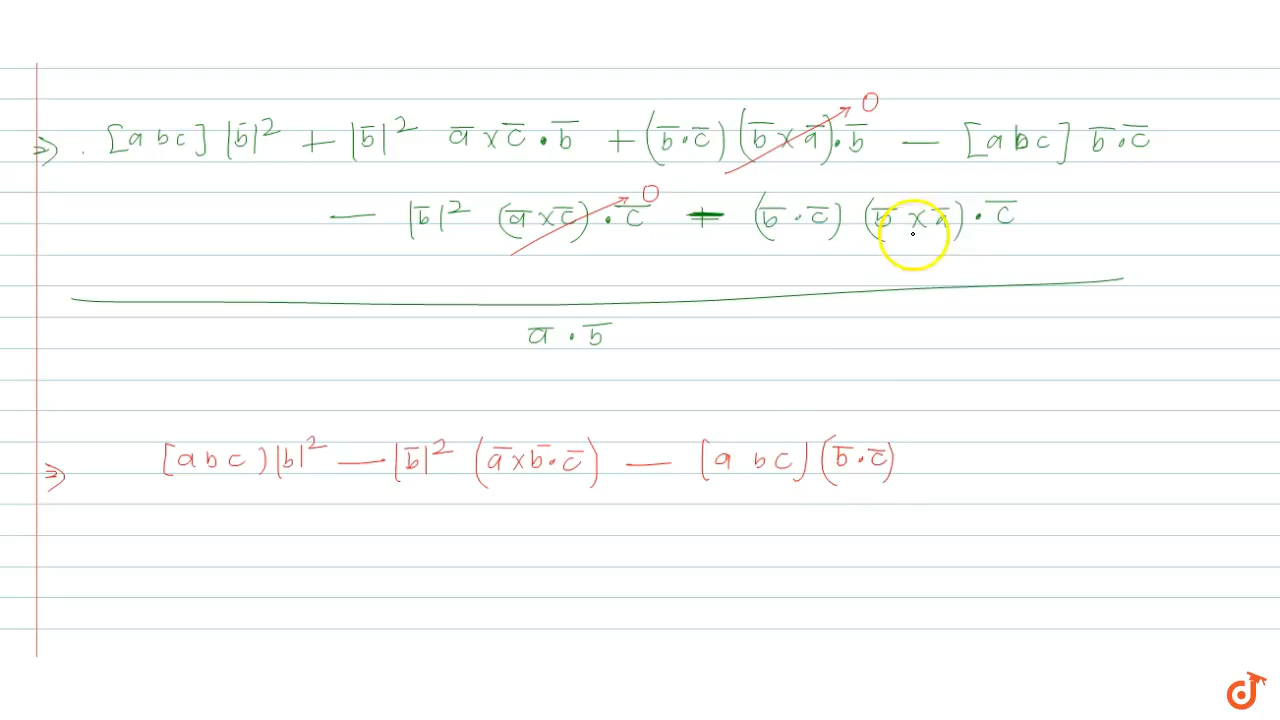 ⇒ . [a b c] |b̅|² + |b̅|² a̅ × c̅ · b̅ + (b̅ · c̅) (b̅ × a̅) · b̅ 0 — [a b c] b̅ · c̅
— |b̅|² (a̅ × c̅) · c̅ 0 + (b̅ · c̅) (b̅ × a̅) · c̅
a̅ · b̅
⇒ [a b c) |b|² — |b̅|² (a̅ × b̅ · c̅) — [a b c] (b̅ · c̅)